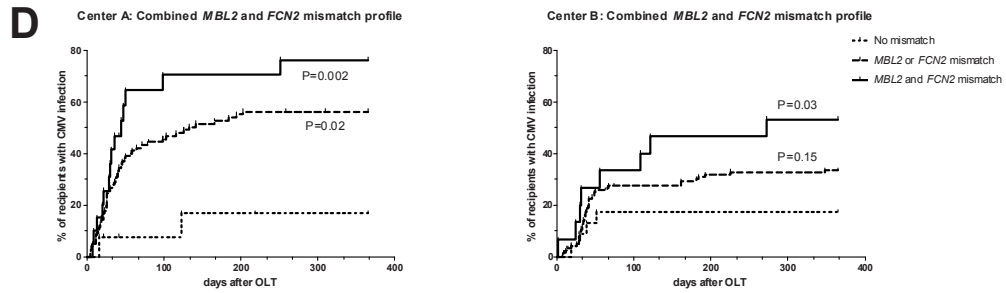 D
Center A: Combined MBL2 and FCN2 mismatch profile
% of recipients with CMV infection
80
60
40
20
0
P=0.002
P=0.02
0 100 200 300 400
days after OLT
Center B: Combined MBL2 and FCN2 mismatch profile
% of recipients with CMV infection
80
60
40
20
0
P=0.03
P=0.15
0 100 200 300 400
days after OLT
No mismatch
MBL2 or FCN2 mismatch
MBL2 and FCN2 mismatch